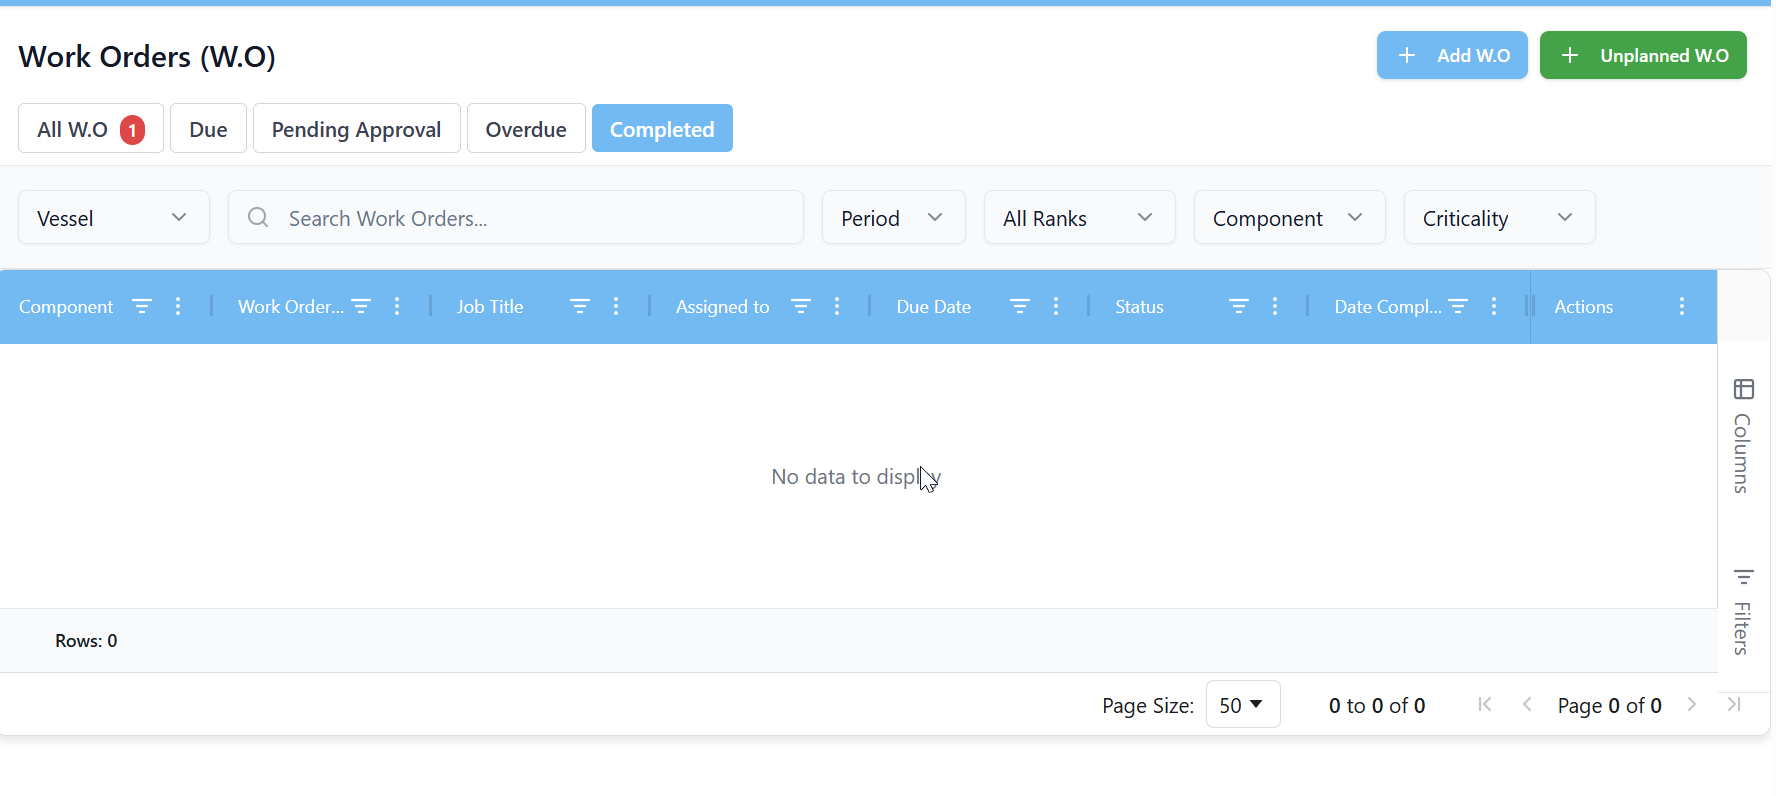 Work Orders (W.O)
Add W.O
Unplanned W.O
All W.O 1
Due
Pending Approval
Overdue
Completed
Vessel
Search Work Orders...
Period
All Ranks
Component
Criticality
Component
Work Order...
Job Title
Assigned to
Due Date
Status
Date Compl...
Actions
Columns
No data to display
Filters
Rows: 0
Page Size: 50
0 to 0 of 0
Page 0 of 0